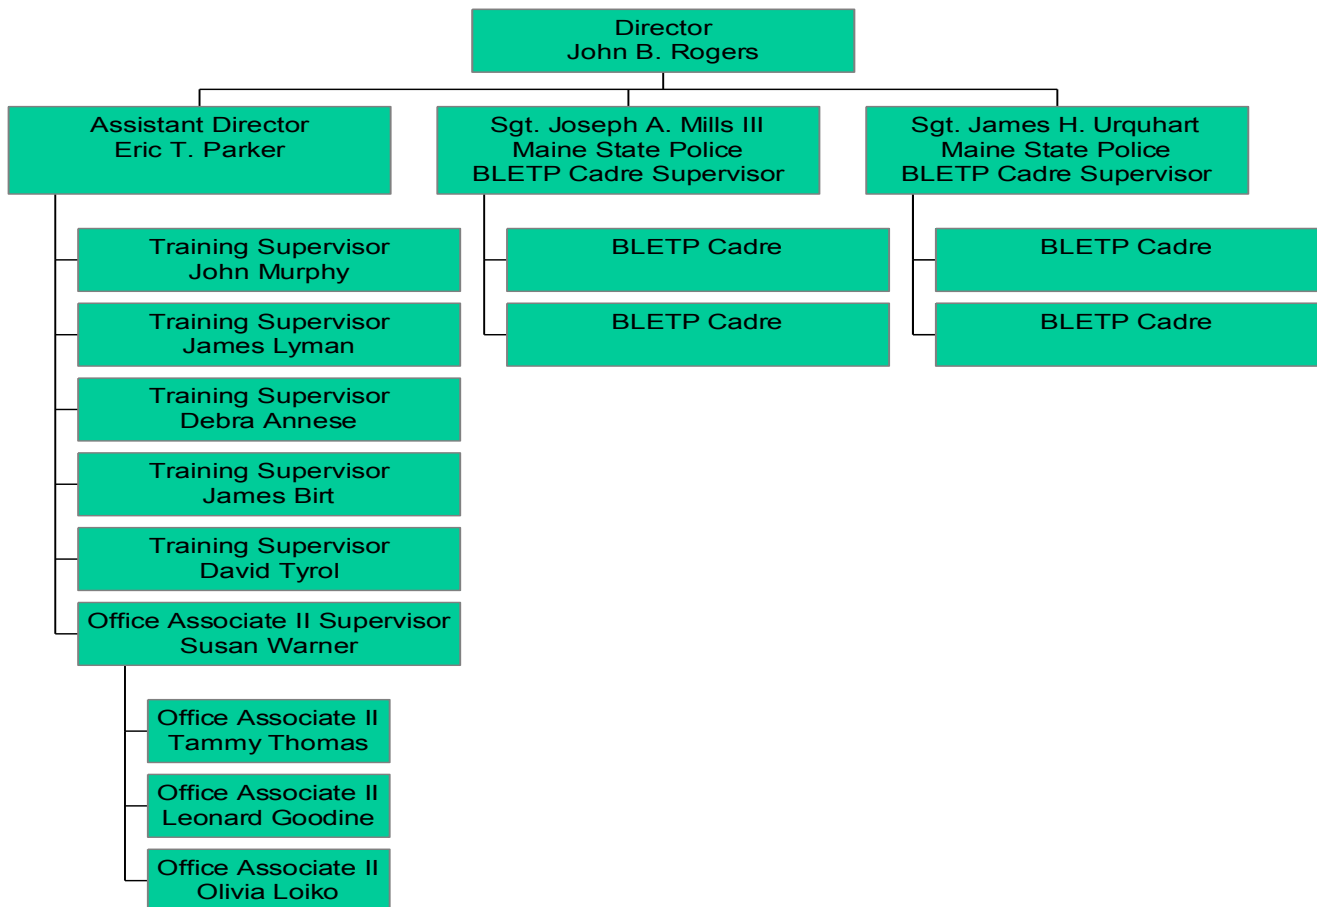 Director
John B. Rogers
Assistant Director
Eric T. Parker
Sgt. Joseph A. Mills III
Maine State Police
BLETP Cadre Supervisor
Sgt. James H. Urquhart
Maine State Police
BLETP Cadre Supervisor
Training Supervisor
John Murphy
Training Supervisor
James Lyman
Training Supervisor
Debra Annese
Training Supervisor
James Birt
Training Supervisor
David Tyrol
Office Associate II Supervisor
Susan Warner
Office Associate II
Tammy Thomas
Office Associate II
Leonard Goodine
Office Associate II
Olivia Loiko
BLETP Cadre
BLETP Cadre
BLETP Cadre
BLETP Cadre